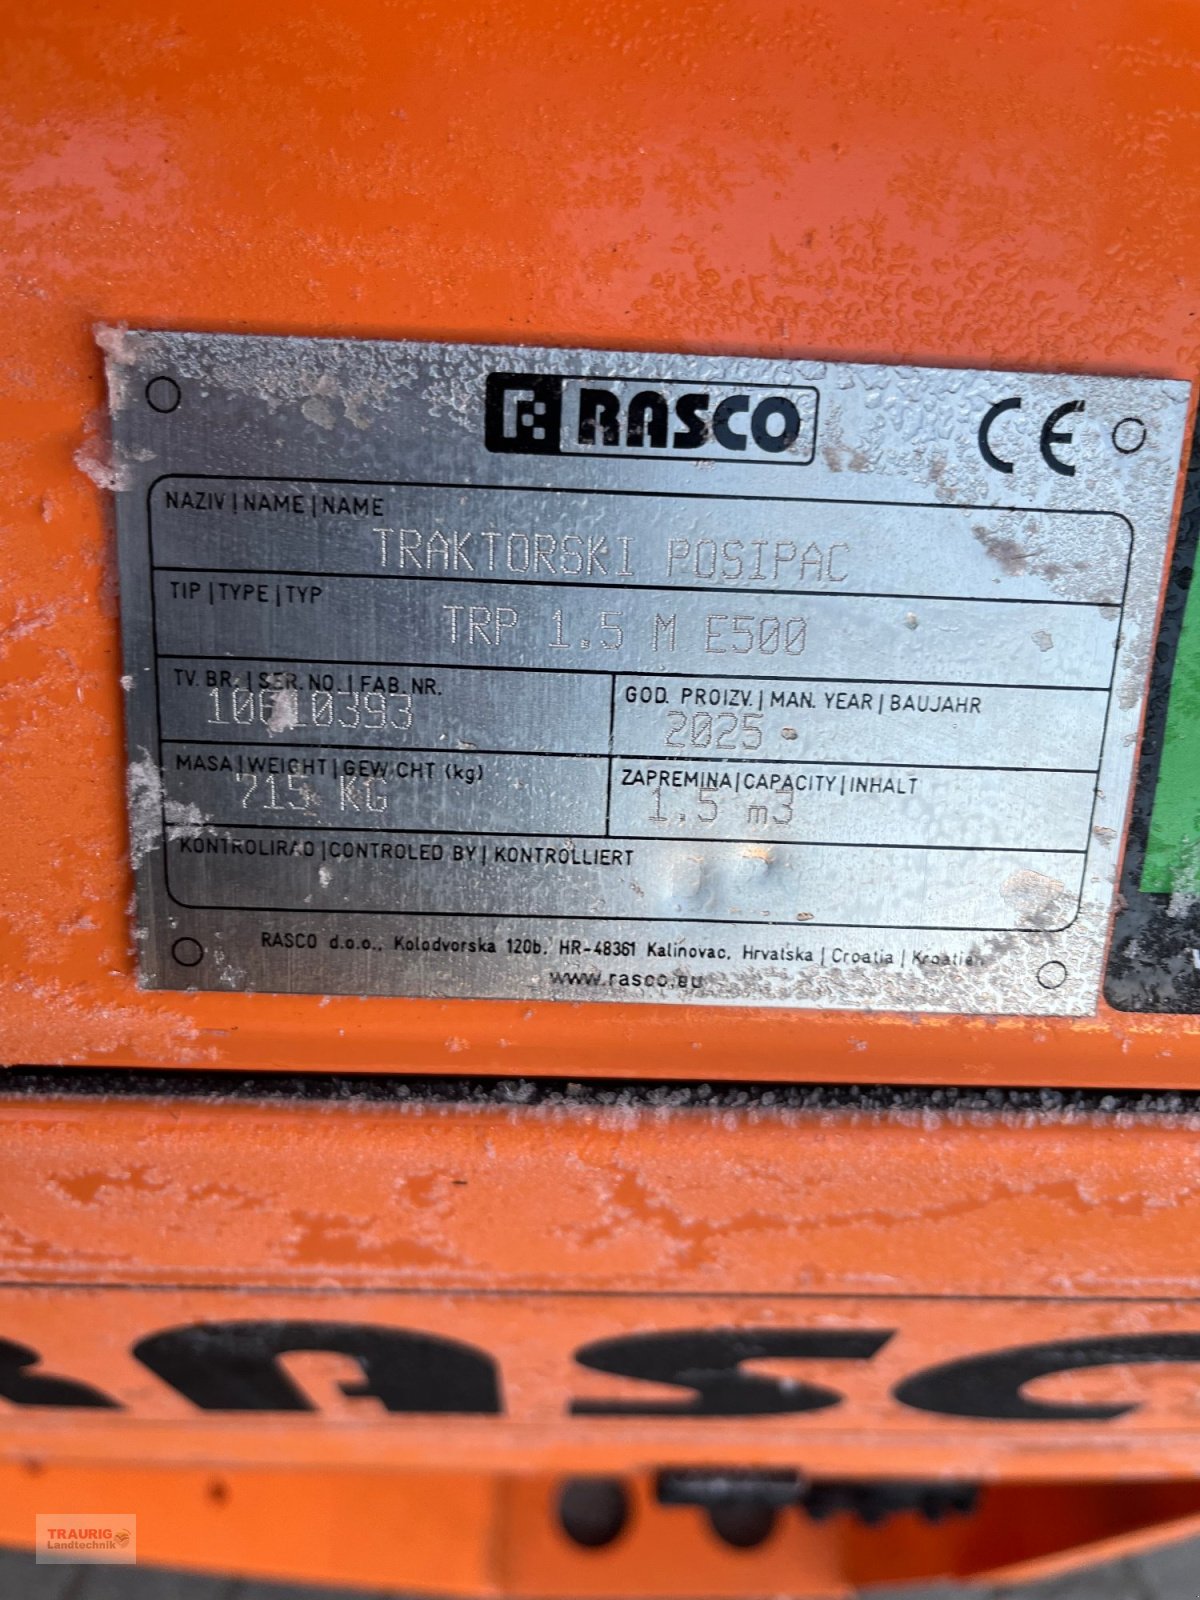 RASCO CE
NAZIV | NAME | NAME
TRAKTORSKI POSIPAC
TIP | TYPE | TYP
TRP 1.5 M E500
TV. BR. | SER. NO. | FAB. NR.
10610393
GOD. PROIZV. | MAN. YEAR | BAUJAHR
2025
MASA | WEIGHT | GEWICHT (kg)
715 KG
ZAPREMINA | CAPACITY | INHALT
1.5 m3
KONTROLIRAO | CONTROLED BY | KONTROLLIERT
RASCO d.o.o., Kolodvorska 120b, HR-48361 Kalinovac, Hrvatska | Croatia | Kroatien
www.rasco.eu
RASC
TRAURIG
Landtechnik